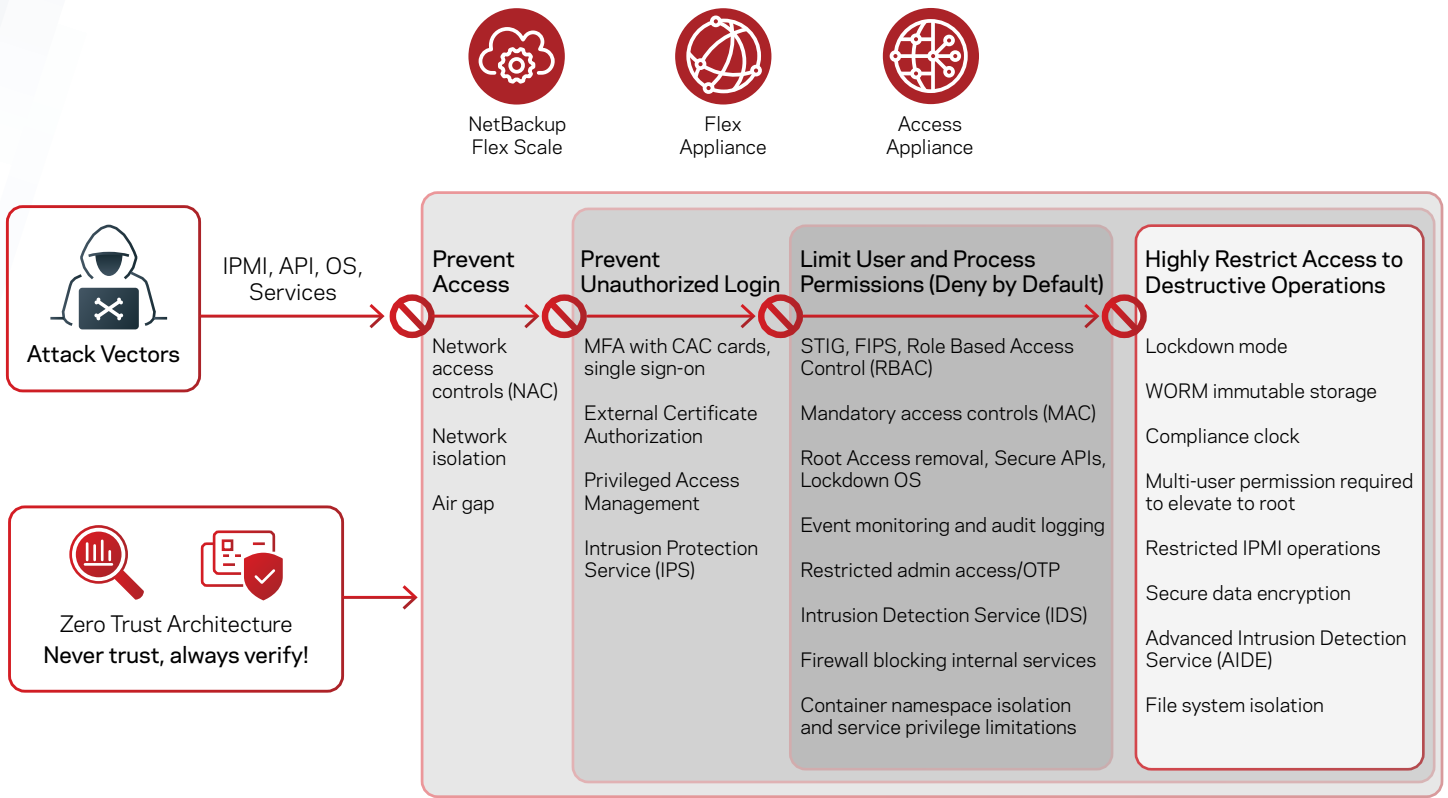 NetBackup
Flex Scale
Flex
Appliance
Access
Appliance
Attack Vectors
IPMI, API, OS,
Services
Zero Trust Architecture
Never trust, always verify!
Prevent
Access
Network
access
controls (NAC)
Network
isolation
Air gap
Prevent
Unauthorized Login
MFA with CAC cards,
single sign-on
External Certificate
Authorization
Privileged Access
Management
Intrusion Protection
Service (IPS)
Limit User and Process
Permissions (Deny by Default)
STIG, FIPS, Role Based Access
Control (RBAC)
Mandatory access controls (MAC)
Root Access removal, Secure APIs,
Lockdown OS
Event monitoring and audit logging
Restricted admin access/OTP
Intrusion Detection Service (IDS)
Firewall blocking internal services
Container namespace isolation
and service privilege limitations
Highly Restrict Access to
Destructive Operations
Lockdown mode
WORM immutable storage
Compliance clock
Multi-user permission required
to elevate to root
Restricted IPMI operations
Secure data encryption
Advanced Intrusion Detection
Service (AIDE)
File system isolation